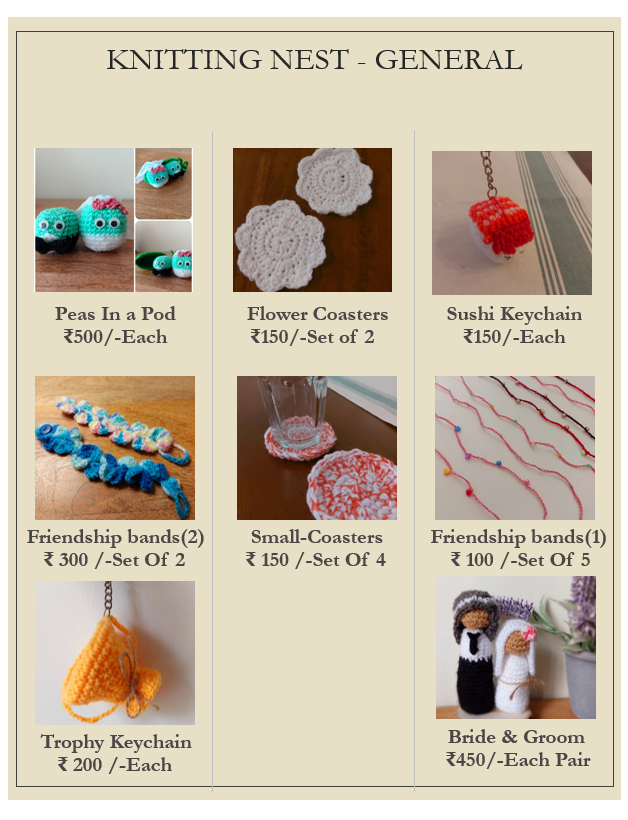 KNITTING NEST - GENERAL
Peas In a Pod
₹500/-Each
Flower Coasters
₹150/-Set of 2
Sushi Keychain
₹150/-Each
Friendship bands(2)
₹ 300 /-Set Of 2
Small-Coasters
₹ 150 /-Set Of 4
Friendship bands(1)
₹ 100 /-Set Of 5
Trophy Keychain
₹ 200 /-Each
Bride & Groom
₹450/-Each Pair